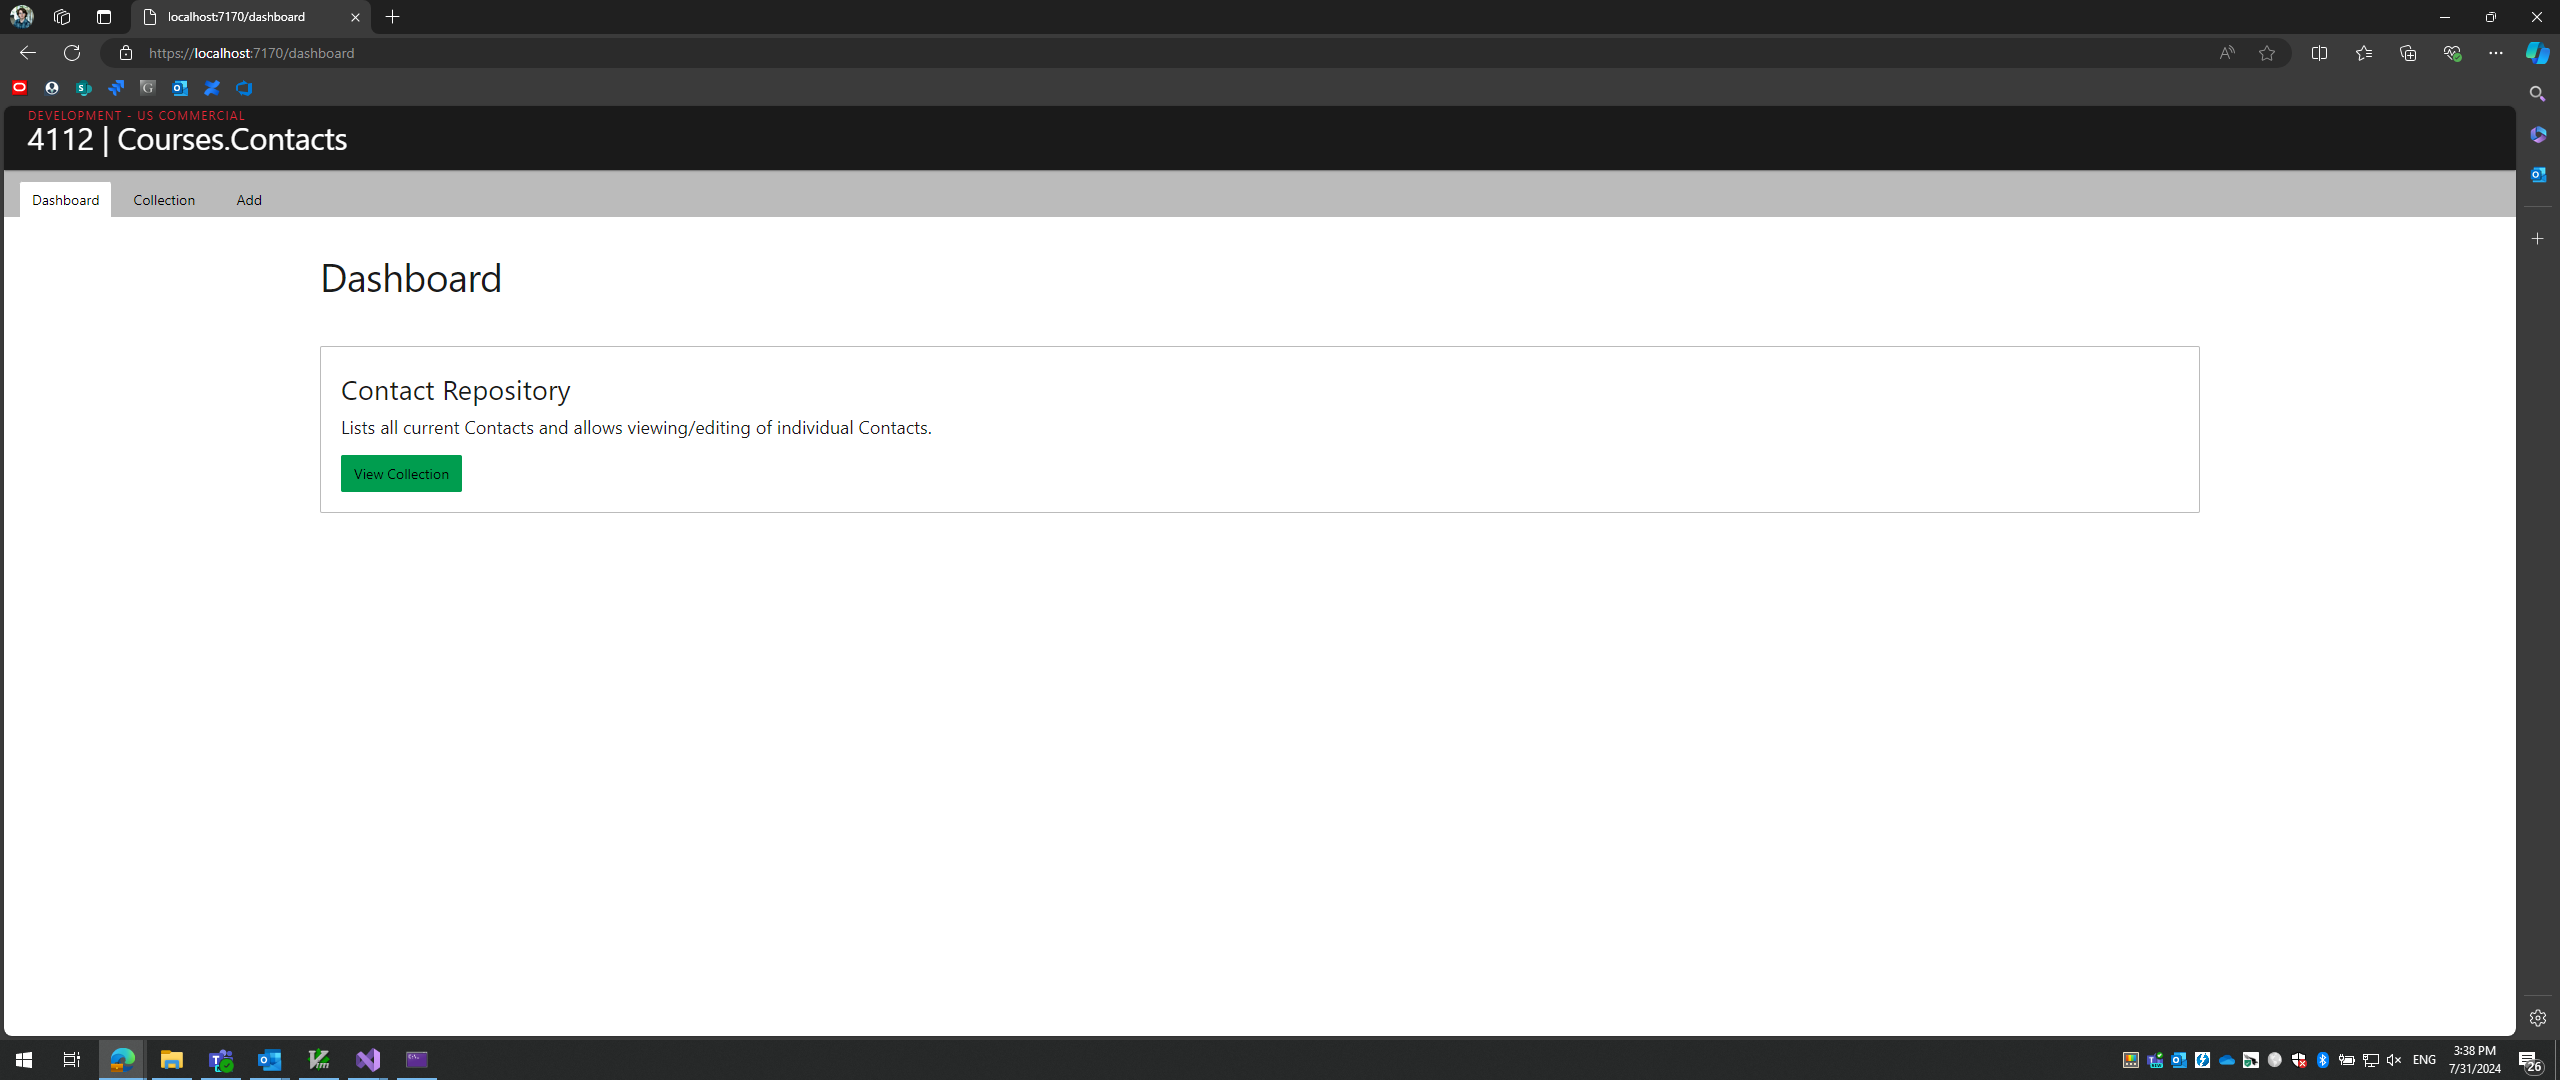 localhost:7170/dashboard
https://localhost:7170/dashboard
DEVELOPMENT - US COMMERCIAL
4112 | Courses.Contacts
Dashboard
Collection
Add
Dashboard
Contact Repository
Lists all current Contacts and allows viewing/editing of individual Contacts.
View Collection
ENG
3:38 PM
7/31/2024
26